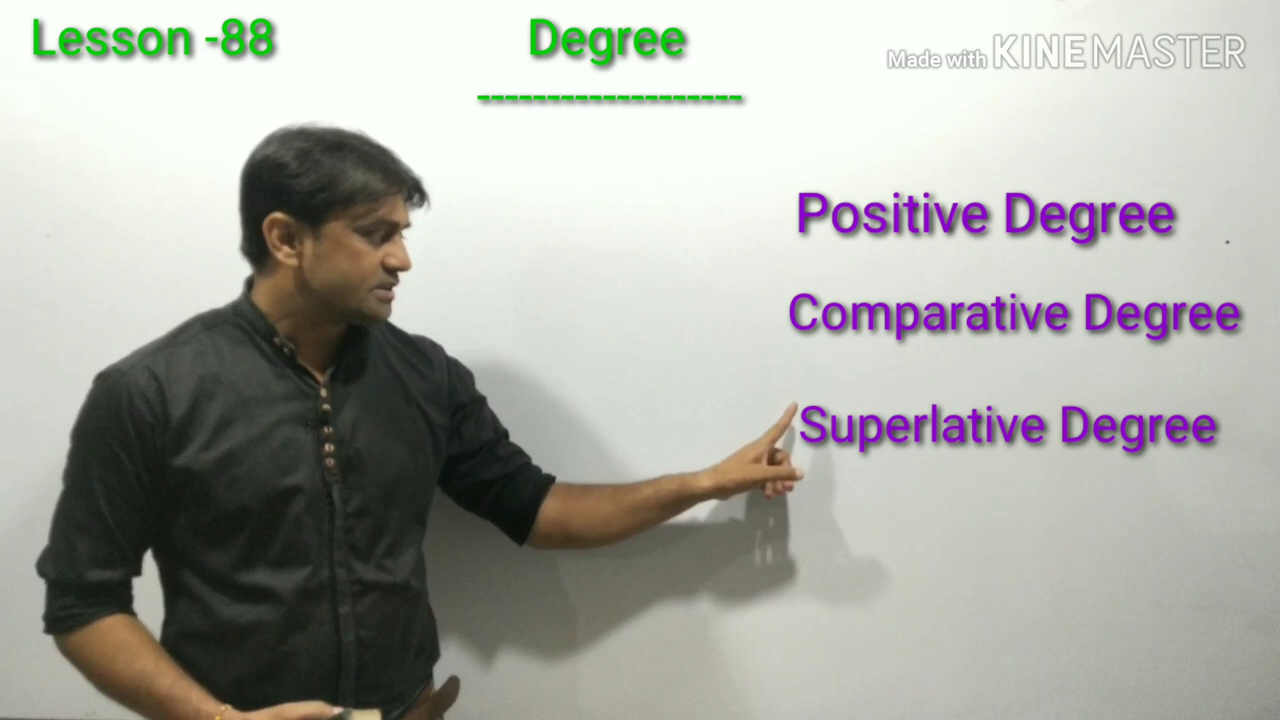 Lesson -88
Degree
Made with KINEMASTER
-------------------
Positive Degree
Comparative Degree
Superlative Degree